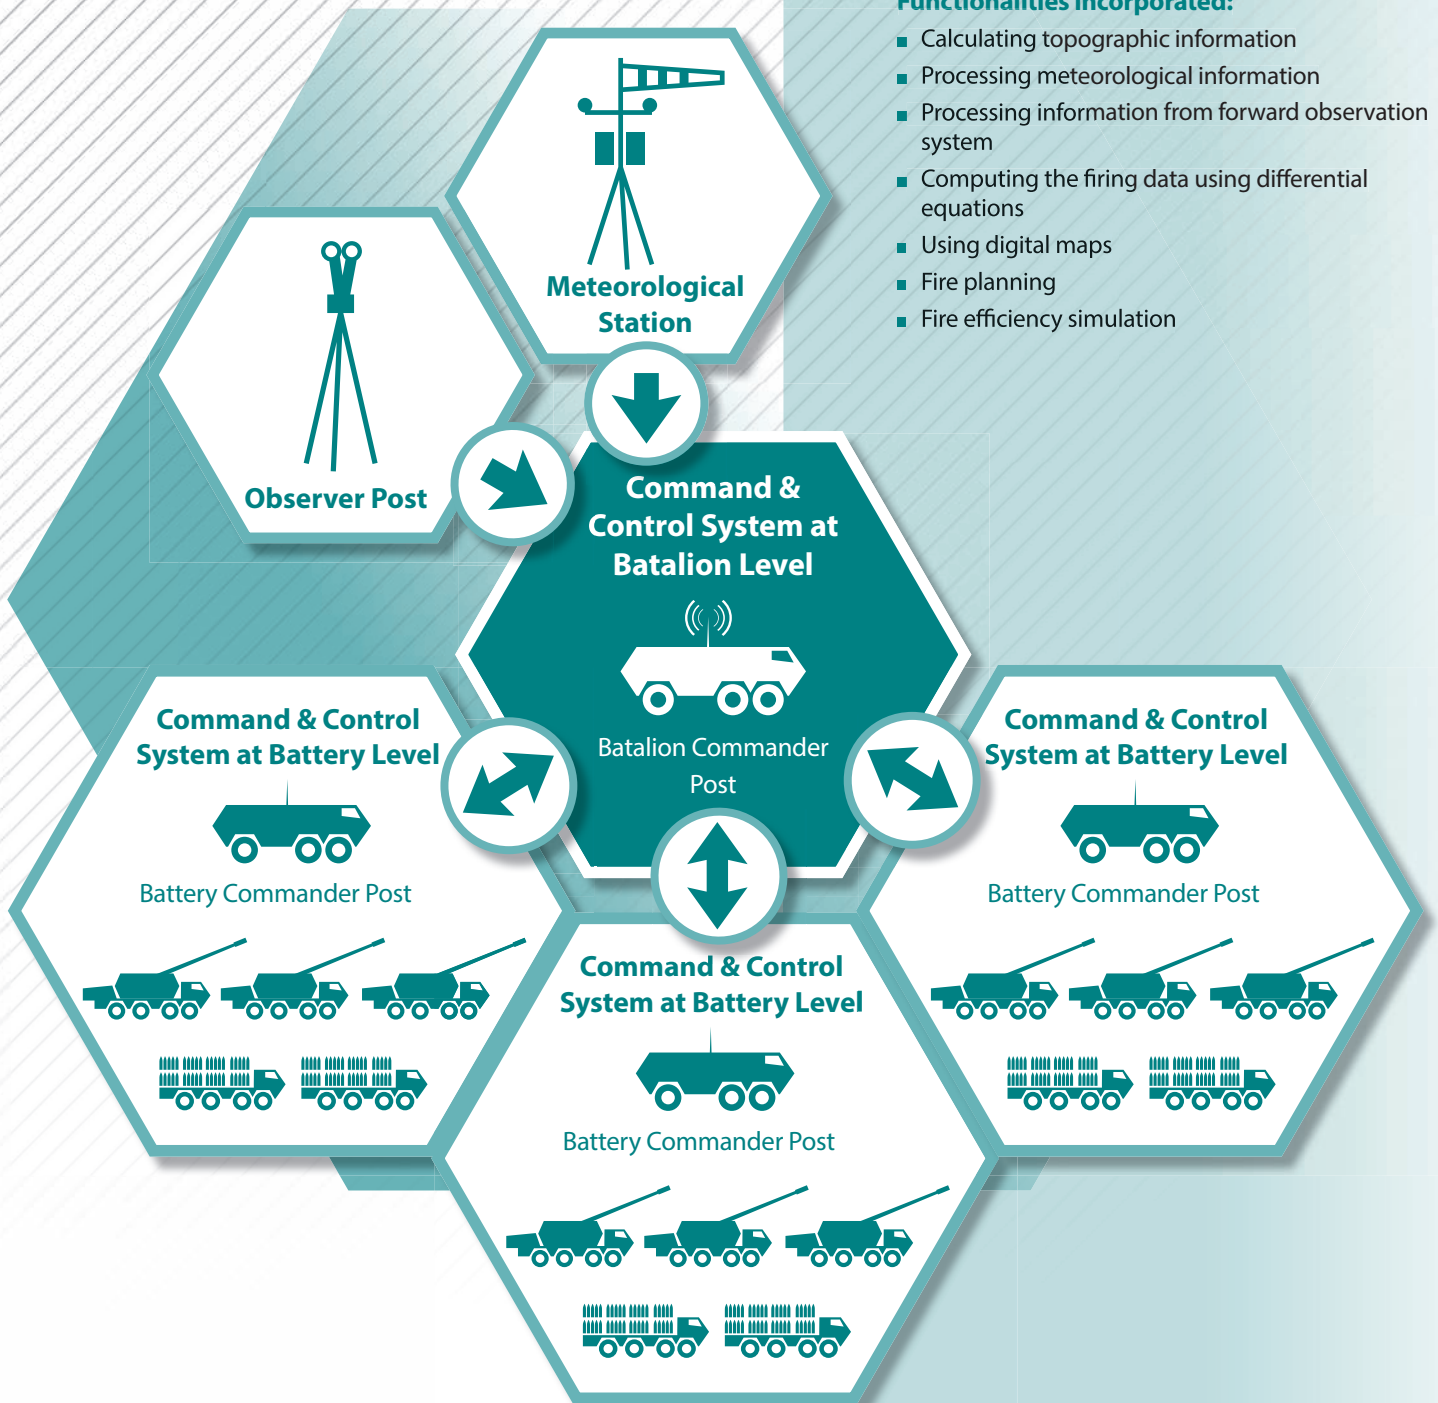 Functionalities incorporated:
Calculating topographic information
Processing meteorological information
Processing information from forward observation
system
Computing the firing data using differential
equations
Using digital maps
Fire planning
Fire efficiency simulation
Meteorological
Station
Observer Post
Command &
Control System at
Batalion Level
Batalion Commander
Post
Command & Control
System at Battery Level
Battery Commander Post
Command & Control
System at Battery Level
Battery Commander Post
Command & Control
System at Battery Level
Battery Commander Post